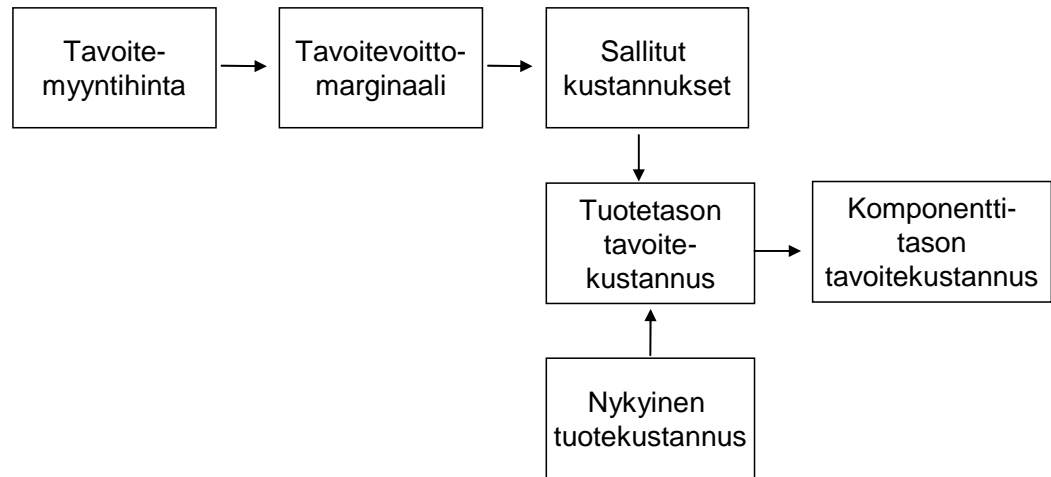 Tavoite-
myyntihinta
Tavoitevoitto-
marginaali
Sallitut
kustannukset
Tuotetason
tavoite-
kustannus
Komponentti-
tason
tavoitekustannus
Nykyinen
tuotekustannus